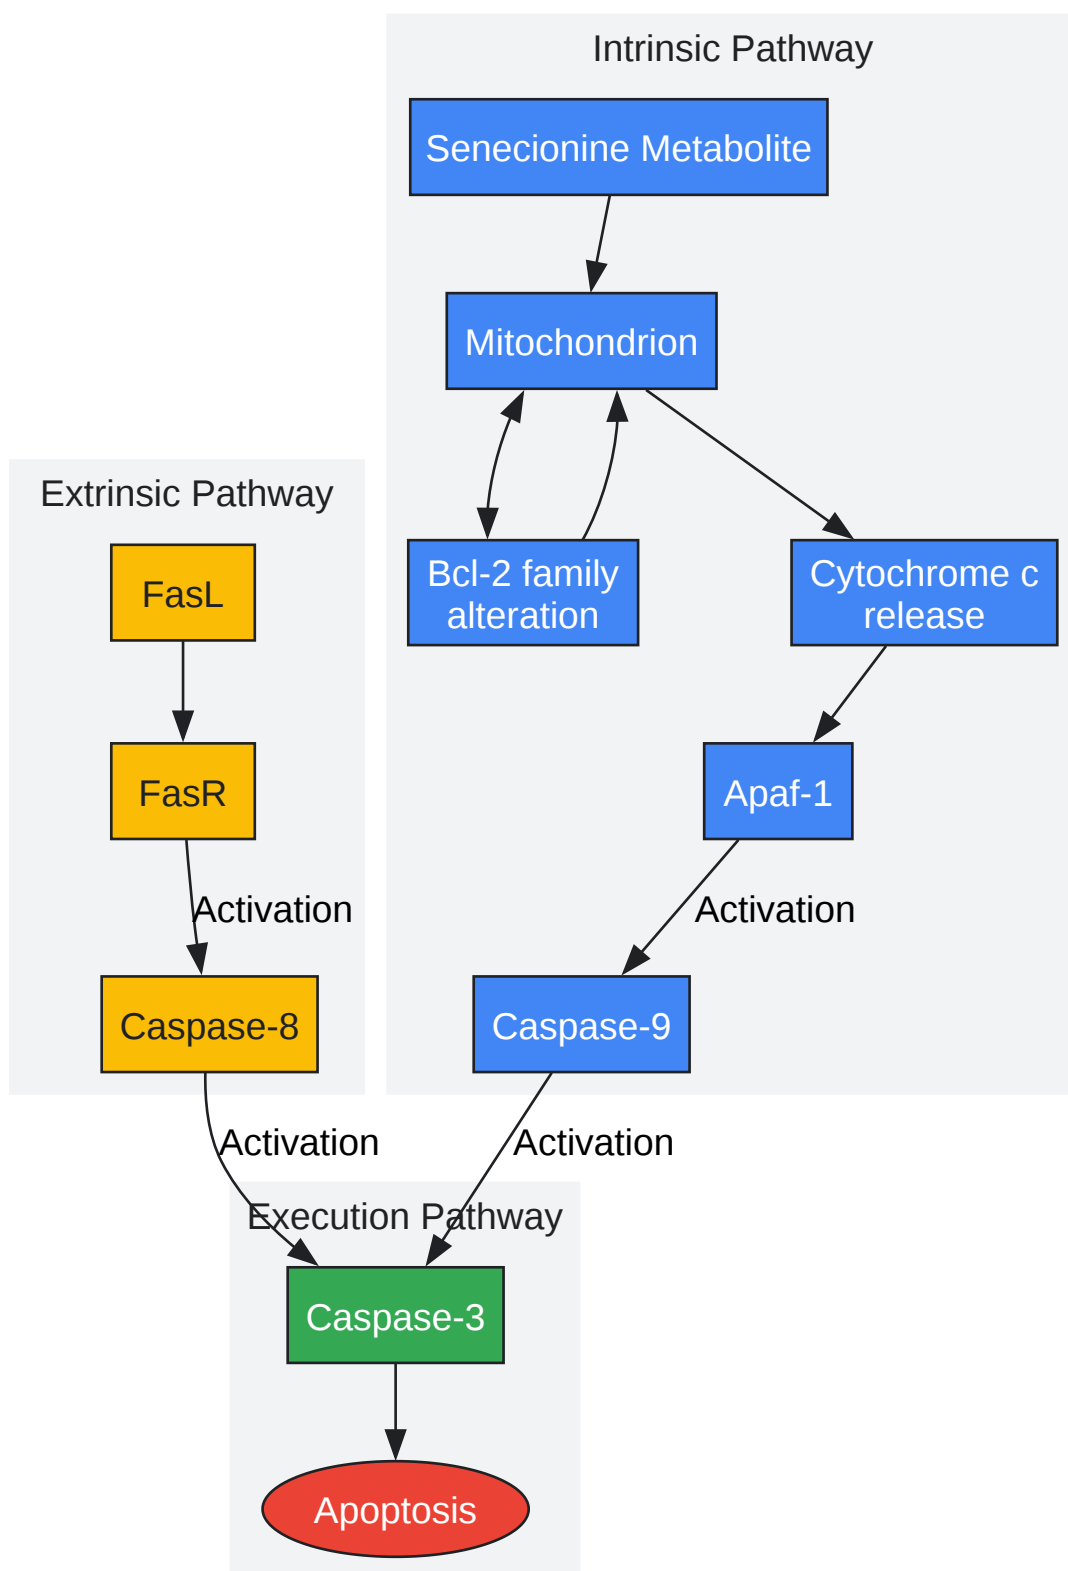 Intrinsic Pathway
Senecionine Metabolite
Mitochondrion
Extrinsic Pathway
FasL
Bcl-2 family
alteration
Cytochrome c
release
FasR
Apaf-1
Activation
Activation
Caspase-8
Caspase-9
Activation
Activation
Execution Pathway
Caspase-3
Apoptosis